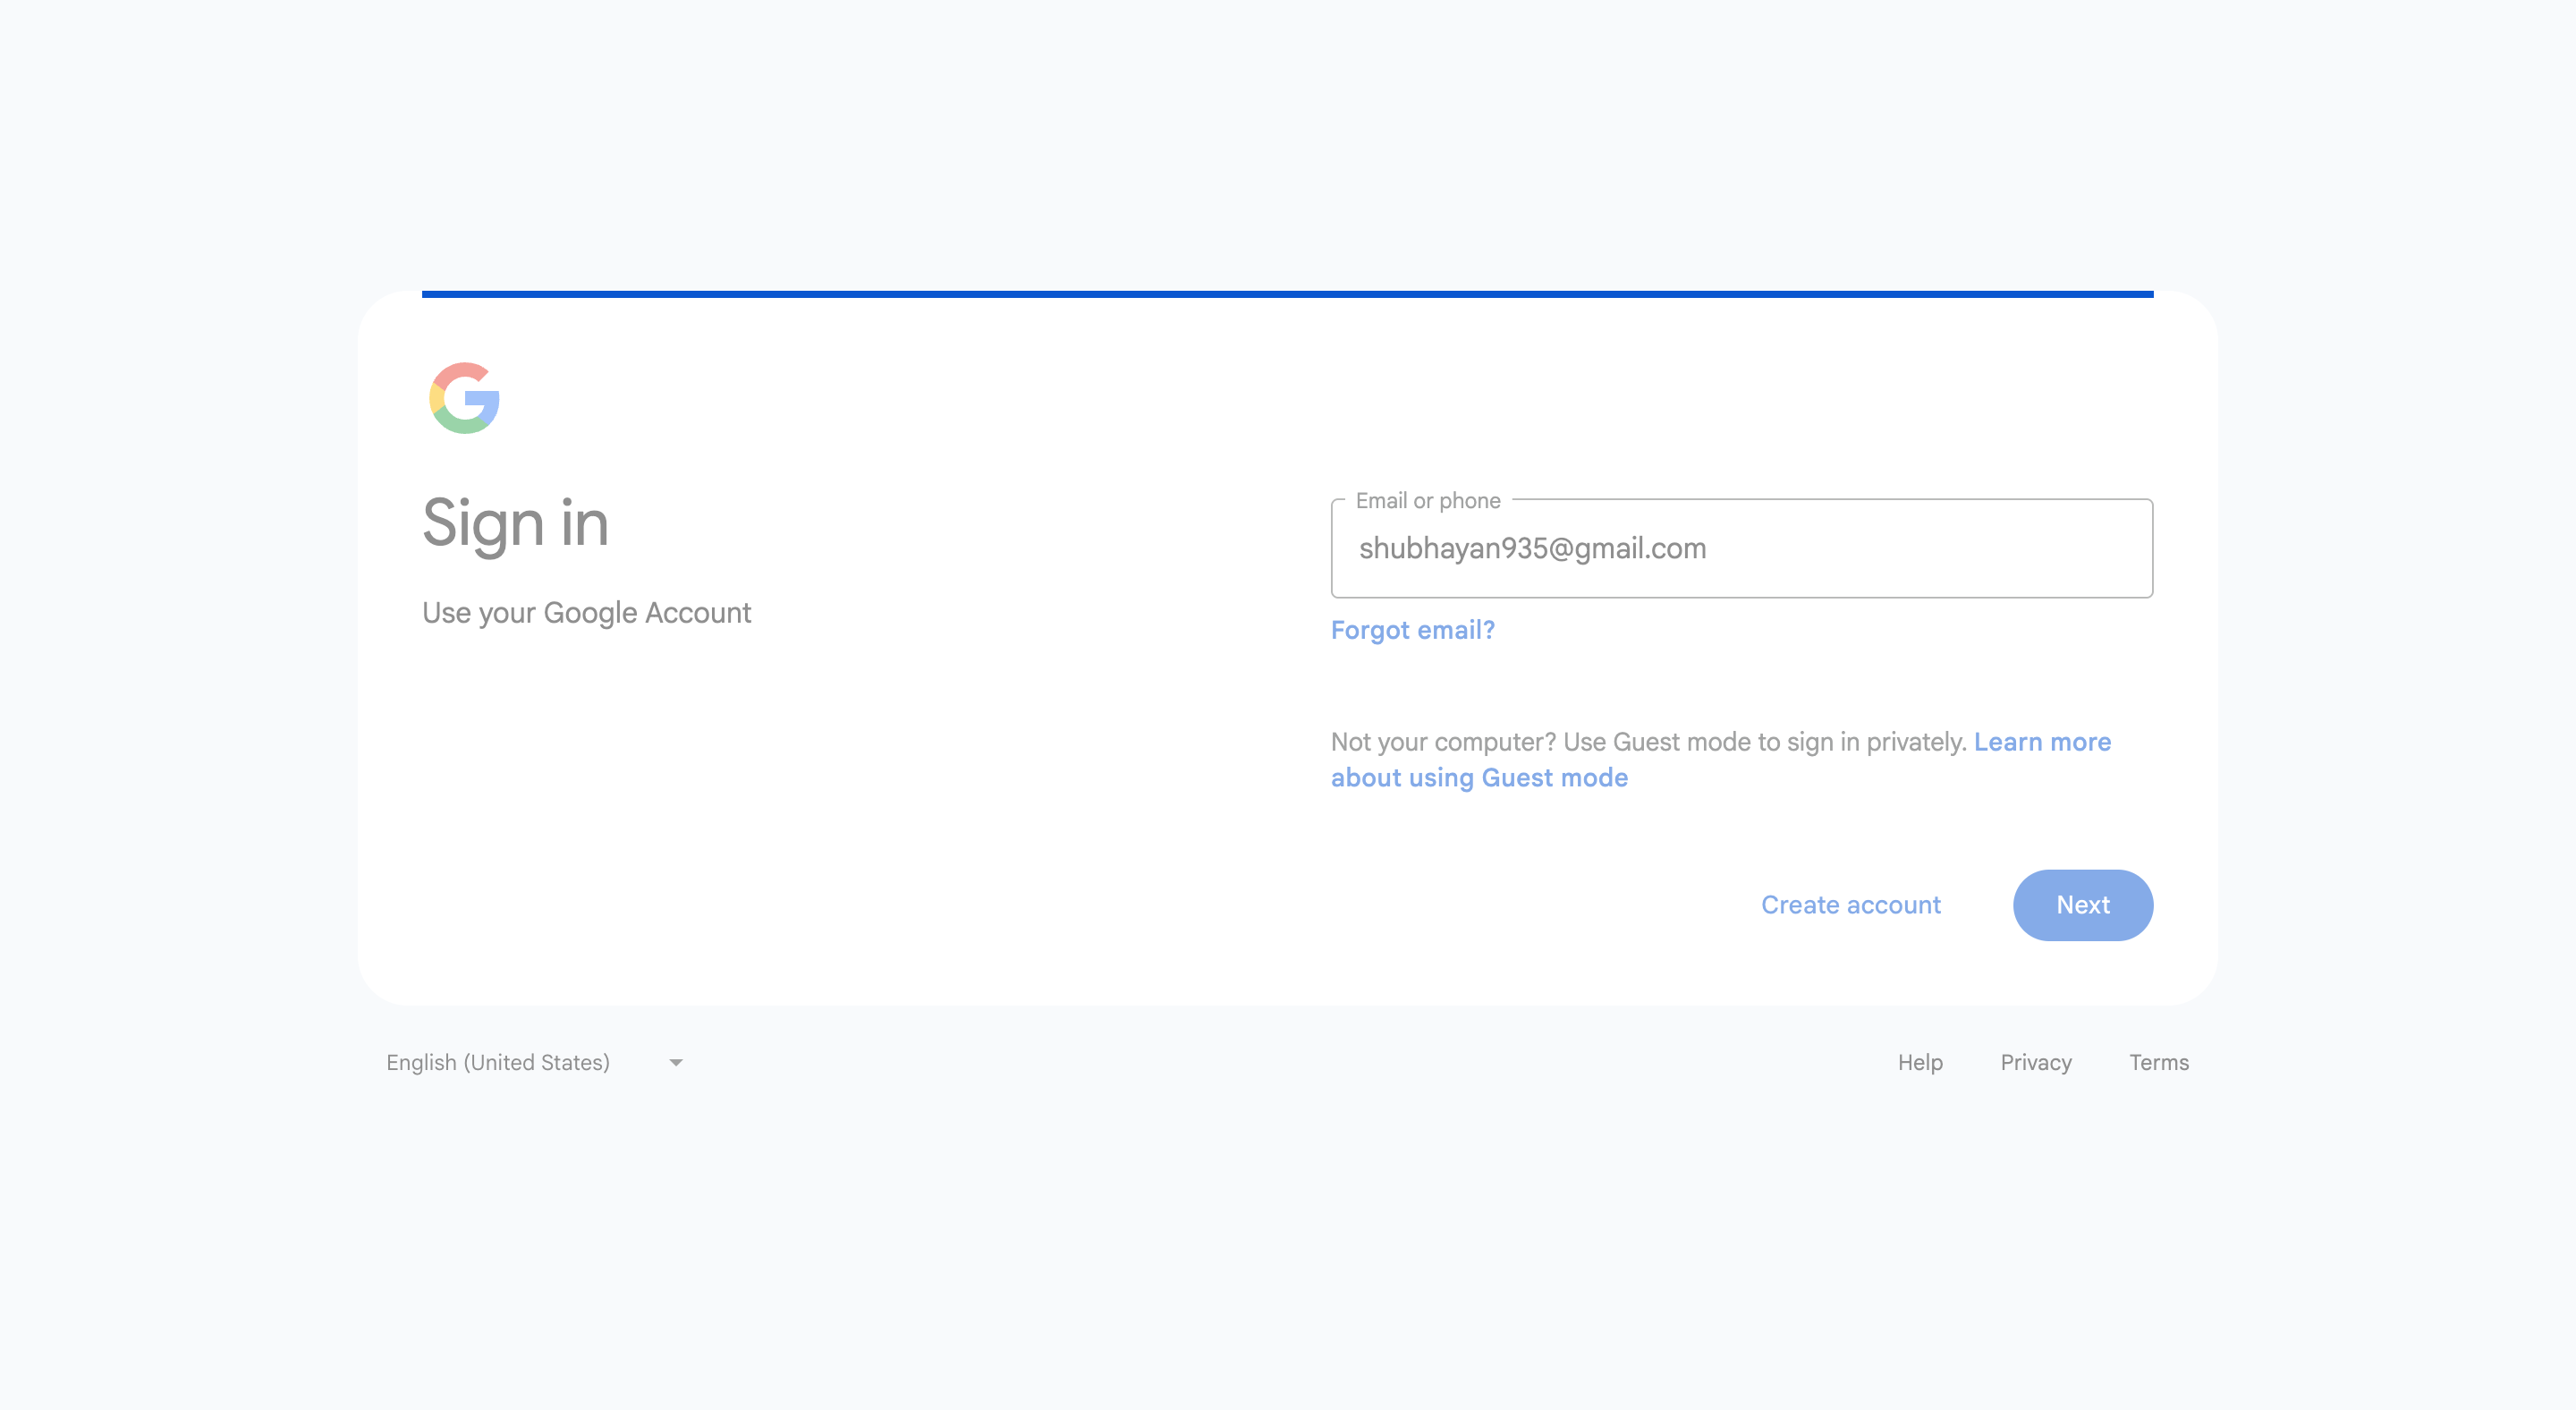 Sign in
Use your Google Account
Email or phone
shubhayan935@gmail.com
Forgot email?
Not your computer? Use Guest mode to sign in privately. Learn more
about using Guest mode
Create account
Next
English (United States)
Help
Privacy
Terms